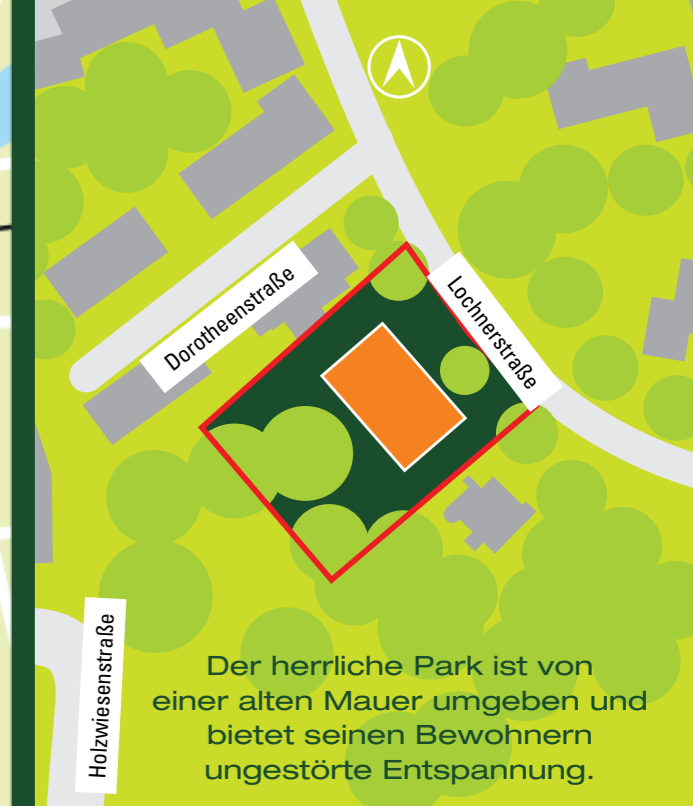 Dorotheenstraße
Lochnerstraße
Holzwiesenstraße
Der herrliche Park ist von
einer alten Mauer umgeben und
bietet seinen Bewohnern
ungestörte Entspannung.